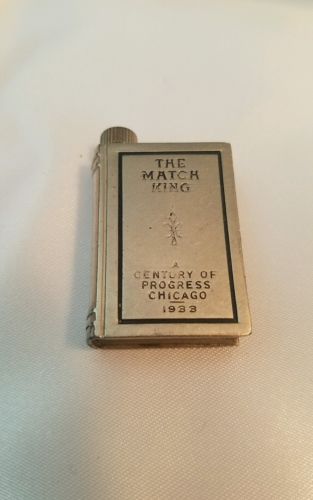 THE
MATCH
KING
A
CENTURY OF
PROGRESS
CHICAGO
1933